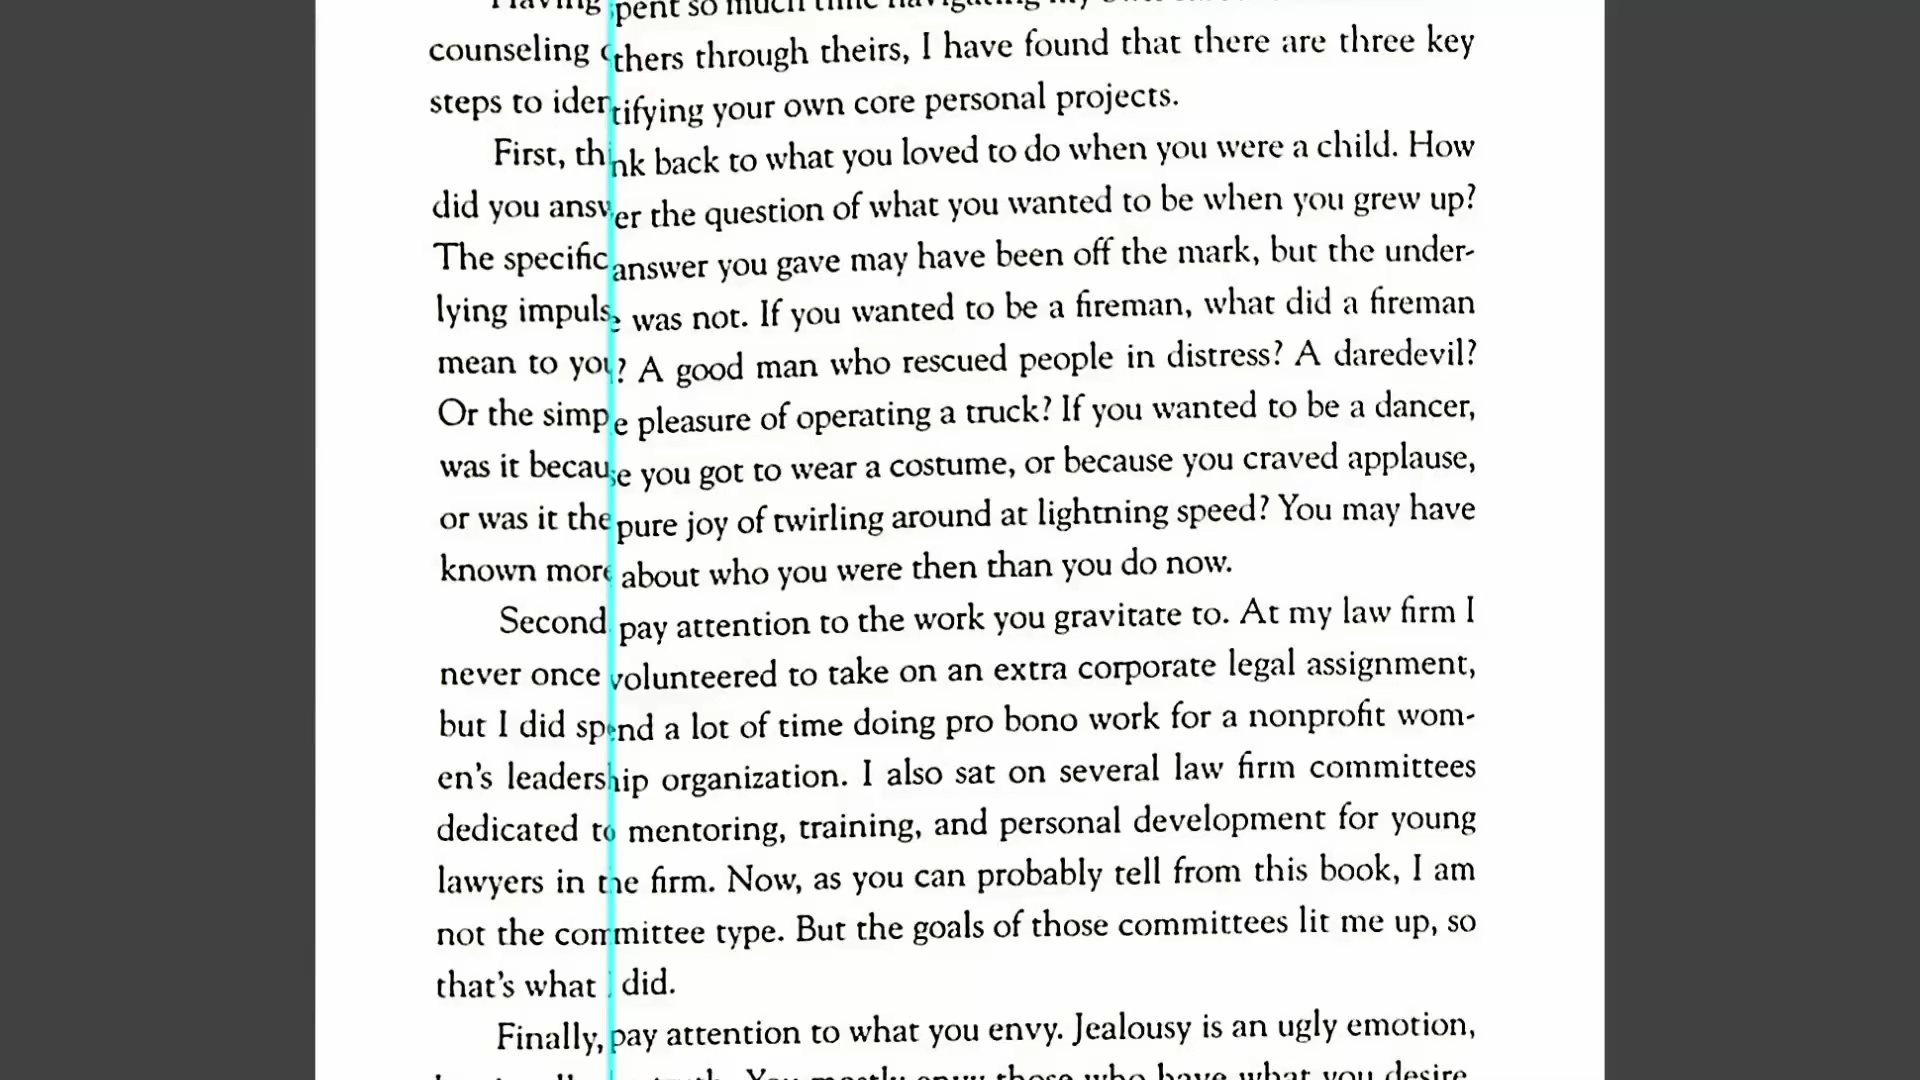 counseling others through theirs, I have found that there are three key
steps to identifying your own core personal projects.
First, think back to what you loved to do when you were a child. How
did you answer the question of what you wanted to be when you grew up?
The specific answer you gave may have been off the mark, but the under-
lying impulse was not. If you wanted to be a fireman, what did a fireman
mean to you? A good man who rescued people in distress? A daredevil?
Or the simple pleasure of operating a truck? If you wanted to be a dancer,
was it because you got to wear a costume, or because you craved applause,
or was it the pure joy of twirling around at lightning speed? You may have
known more about who you were then than you do now.
Second, pay attention to the work you gravitate to. At my law firm I
never once volunteered to take on an extra corporate legal assignment,
but I did spend a lot of time doing pro bono work for a nonprofit wom-
en's leadership organization. I also sat on several law firm committees
dedicated to mentoring, training, and personal development for young
lawyers in the firm. Now, as you can probably tell from this book, I am
not the committee type. But the goals of those committees lit me up, so
that's what I did.
Finally, pay attention to what you envy. Jealousy is an ugly emotion,
truth. You mostly envy those who have what you desire.